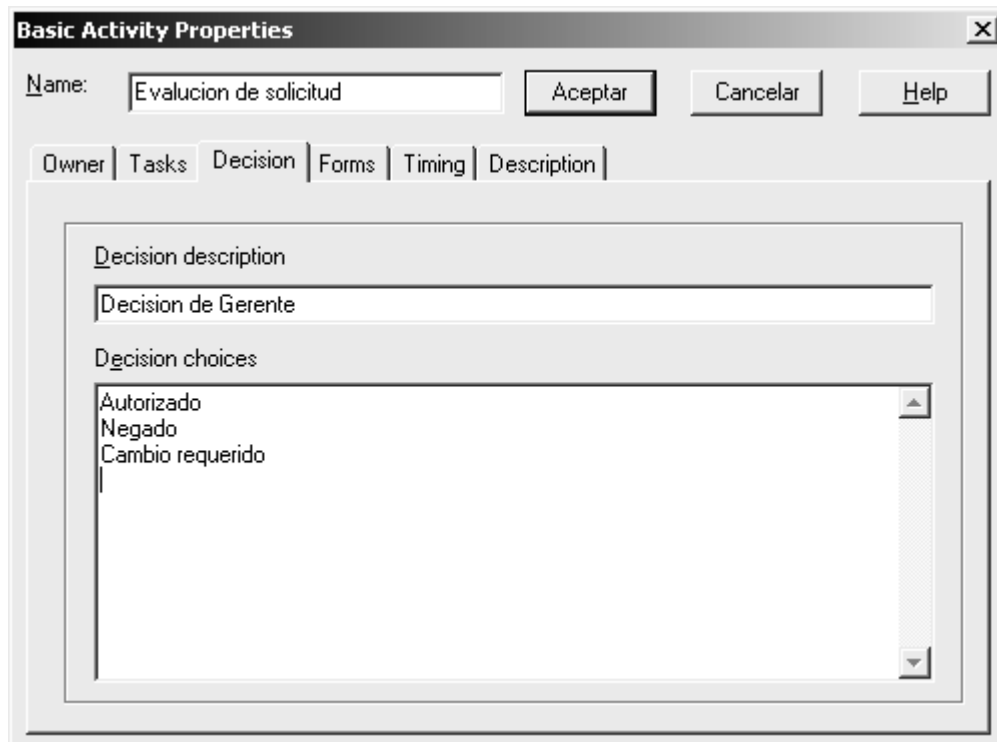 Basic Activity Properties
Name: Evalucion de solicitud Aceptar Cancelar Help
Owner Tasks Decision Forms Timing Description
Decision description
Decision de Gerente
Decision choices
Autorizado
Negado
Cambio requerido